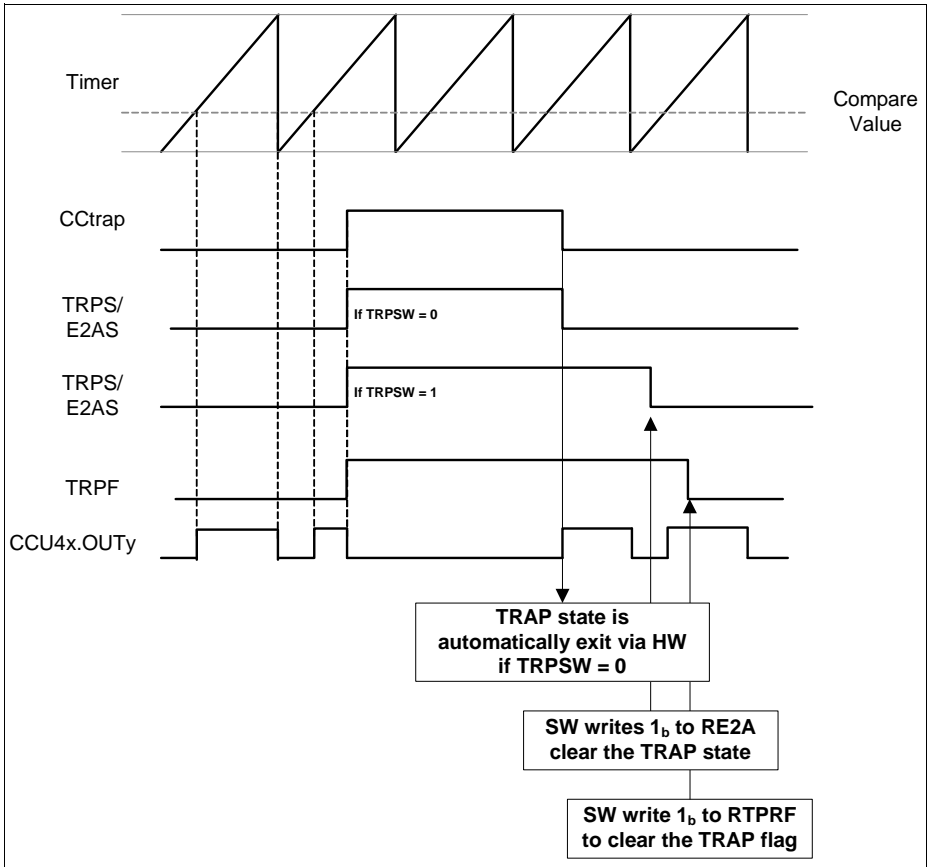 Timer
Compare
Value
CCtrap
TRPS/
E2AS
If TRPSW = 0
TRPS/
E2AS
If TRPSW = 1
TRPF
CCU4x.OUTy
TRAP state is
automatically exit via HW
if TRPSW = 0
SW writes 1b to RE2A
clear the TRAP state
SW write 1b to RTPRF
to clear the TRAP flag